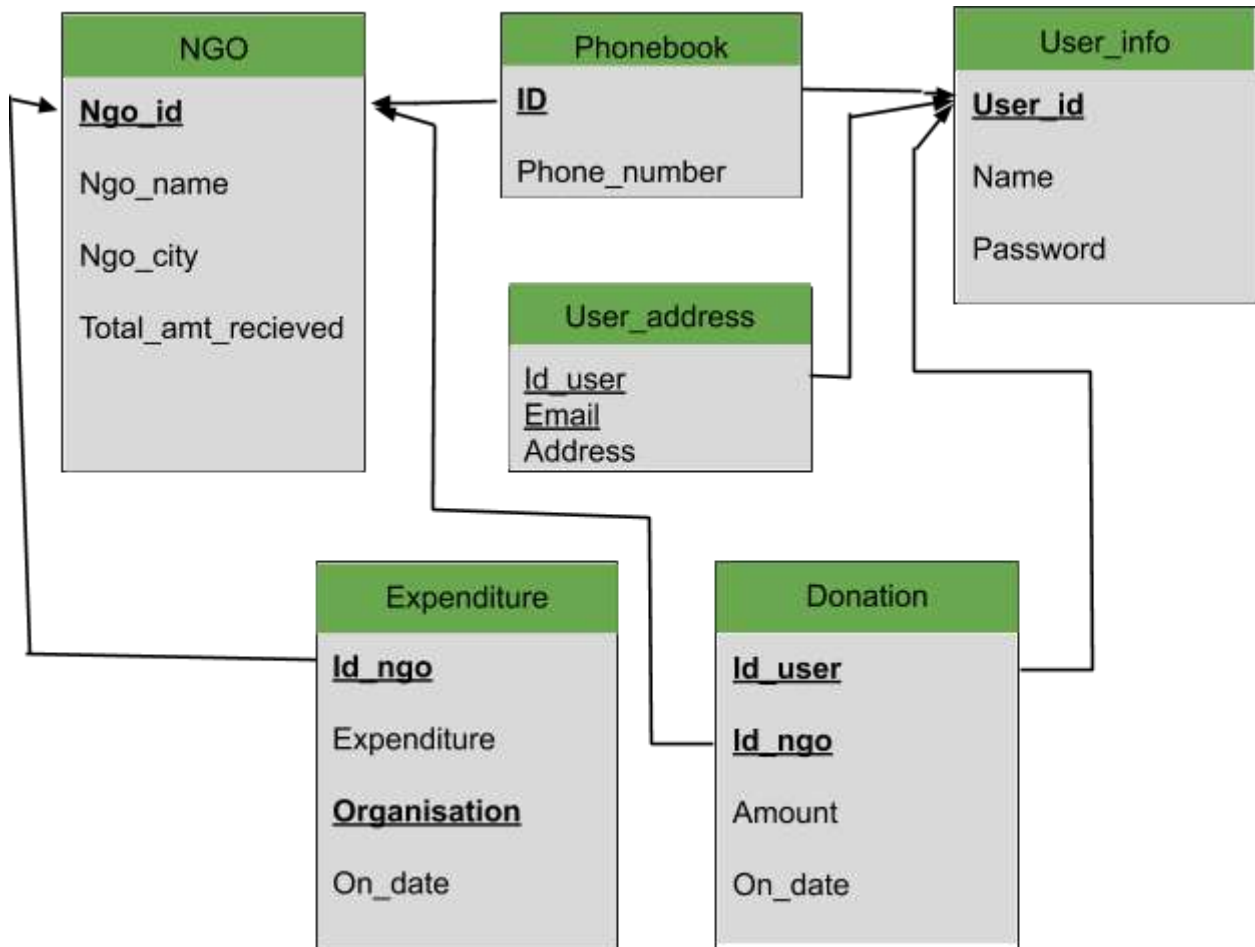 NGO
Ngo_id
Ngo_name
Ngo_city
Total_amt_recieved
Phonebook
ID
Phone_number
User_info
User_id
Name
Password
User_address
Id_user
Email
Address
Expenditure
Id_ngo
Expenditure
Organisation
On_date
Donation
Id_user
Id_ngo
Amount
On_date